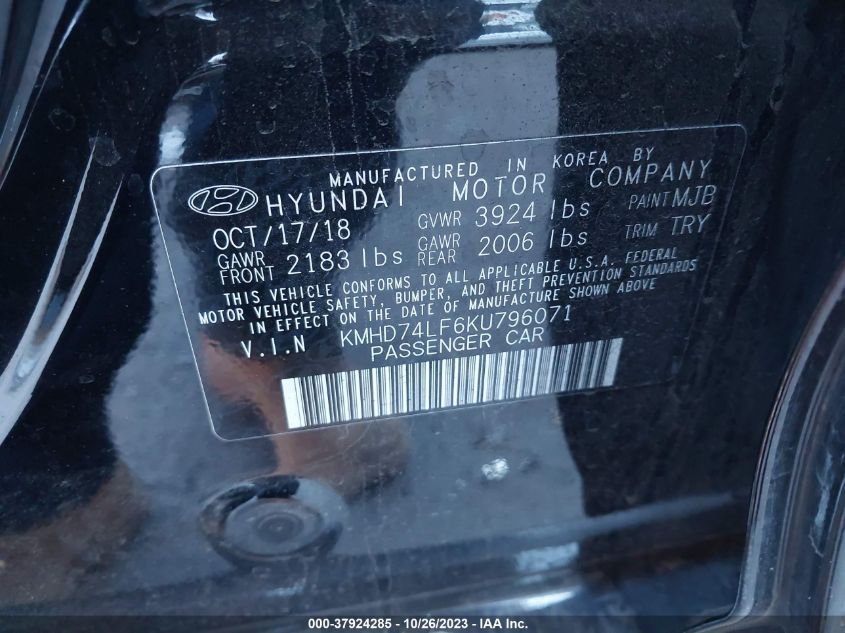 MANUFACTURED IN KOREA BY
HYUNDAI MOTOR COMPANY
OCT/17/18 GVWR 3924 lbs PAINT MJB
GAWR FRONT 2183 lbs GAWR REAR 2006 lbs TRIM TRY
THIS VEHICLE CONFORMS TO ALL APPLICABLE U.S.A. FEDERAL
MOTOR VEHICLE SAFETY, BUMPER, AND THEFT PREVENTION STANDARDS
IN EFFECT ON THE DATE OF MANUFACTURE SHOWN ABOVE
V.I.N KMHD74LF6KU796071
PASSENGER CAR
000-37924285 - 10/26/2023 - IAA Inc.